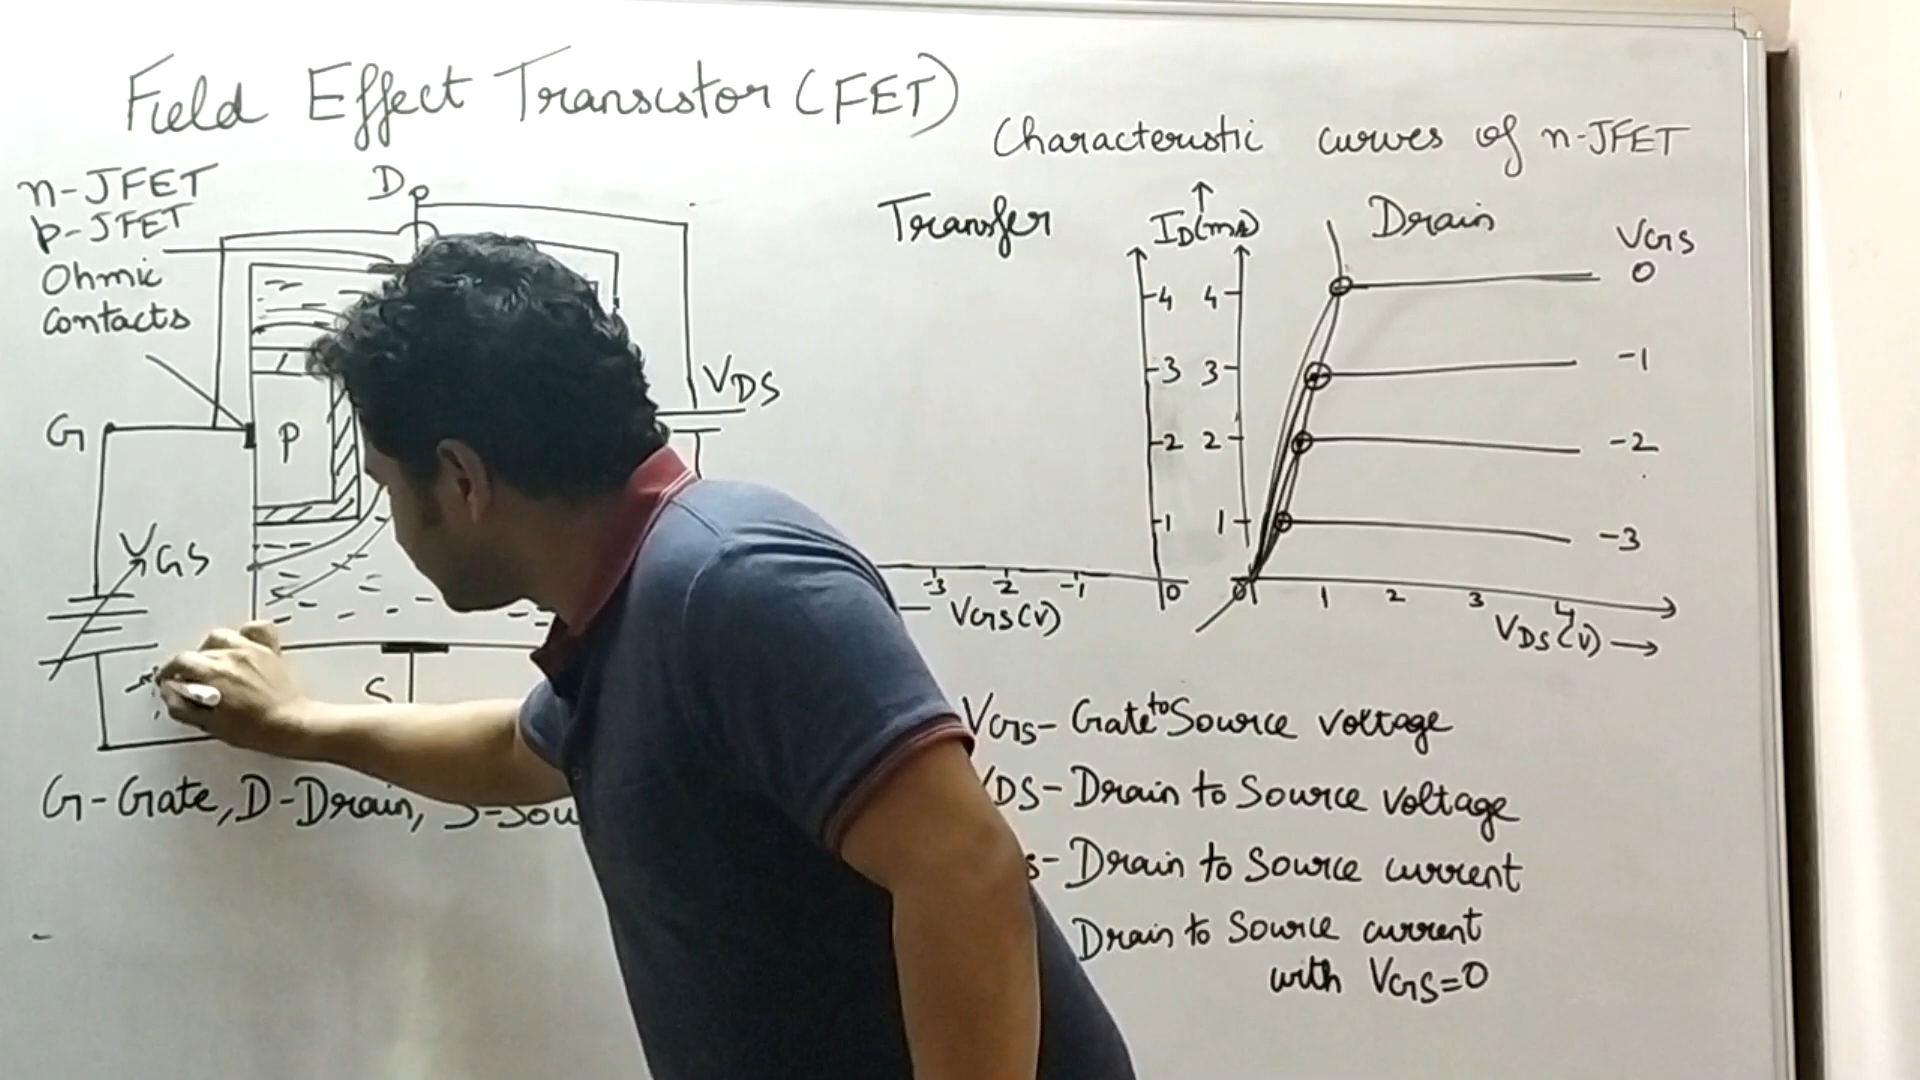 Field Effect Transistor (FET)
n-JFET
p-JFET
Ohmic
Contacts
D
G
P
VGS
VDS
S
G-Gate, D-Drain, S-Sou
Characteristic curves of n-JFET
Transfer
ID(mA)
Drain
VGS
4 4
3 3
2 2
1 1
0
-1
-2
-3
-3 -2 -1 0
VGS(V)
0 1 2 3 4
VDS(V)
VGS- Gate to Source voltage
VDS- Drain to Source voltage
s- Drain to Source current
Drain to Source current
with VGS=0